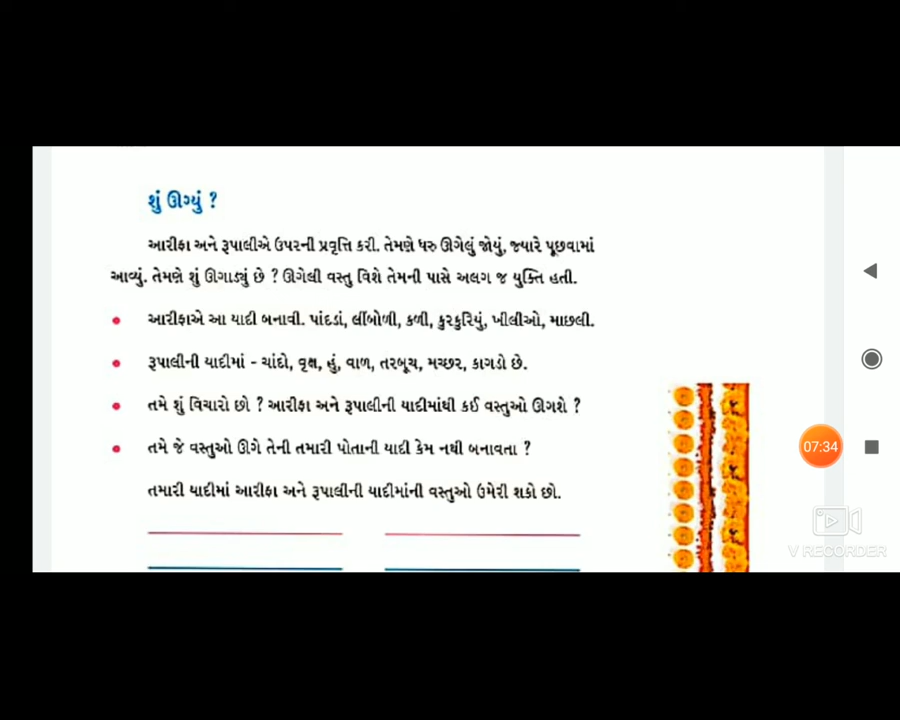 શું ઊગ્યું ?
આરીફા અને રૂપાલીએ ઉપરની પ્રવૃત્તિ કરી. તેમણે ધરુ ઊગેલું જોયું, જ્યારે પૂછવામાં
આવ્યું. તેમણે શું ઊગાડ્યું છે ? ઊગેલી વસ્તુ વિશે તેમની પાસે અલગ જ યુક્તિ હતી.
• આરીફાએ આ યાદી બનાવી. પાંદડાં, લીંબોળી, કળી, કુરકુરિયું, ખીલીઓ, માછલી.
• રૂપાલીની યાદીમાં - ચાંદો, વૃક્ષ, હું, વાળ, તરબૂચ, મચ્છર, કાગડો છે.
• તમે શું વિચારો છો ? આરીફા અને રૂપાલીની યાદીમાંથી કઈ વસ્તુઓ ઊગશે ?
• તમે જે વસ્તુઓ ઊગે તેની તમારી પોતાની યાદી કેમ નથી બનાવતા ?
તમારી યાદીમાં આરીફા અને રૂપાલીની યાદીમાંની વસ્તુઓ ઉમેરી શકો છો.
07:34
V RECORDER